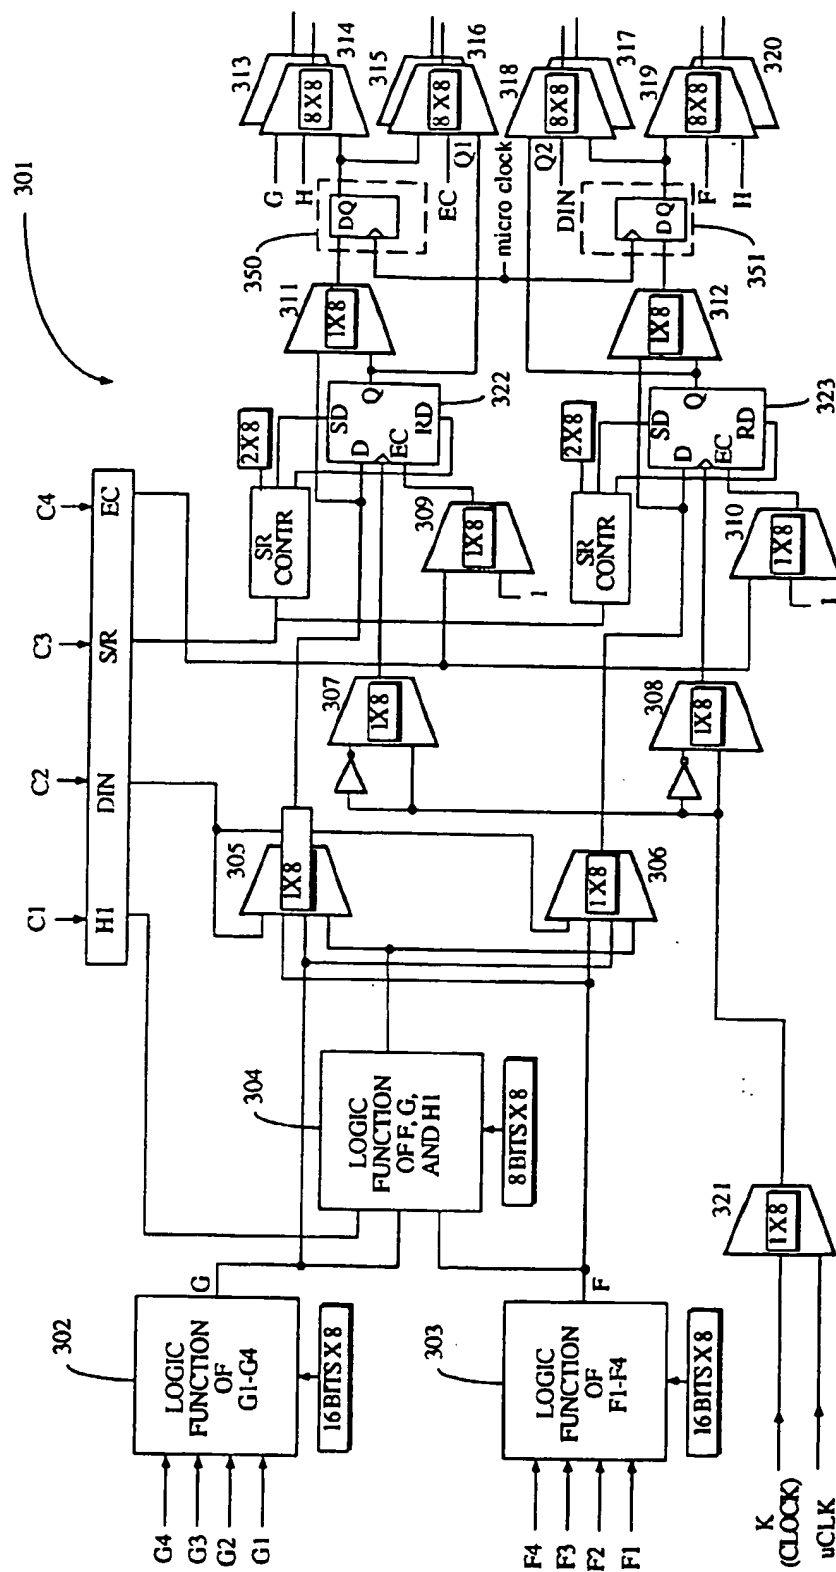 301
C1
C2
C3
C4
H1
DIN
S/R
EC
G4
G3
G2
G1
302
LOGIC
FUNCTION
OF
G1-G4
16 BITS X 8
G
304
LOGIC
FUNCTION
OF F, G,
AND H1
8 BITS X 8
F4
F3
F2
F1
303
LOGIC
FUNCTION
OF
F1-F4
16 BITS X 8
F
K
(CLOCK)
uCLK
321
1X8
305
1X8
306
1X8
307
1X8
308
1X8
SR
CONTR
2X8
309
1X8
1
SD
D
Q
EC
RD
322
SR
CONTR
2X8
310
1X8
1
SD
D
Q
EC
RD
323
311
1X8
312
1X8
350
DQ
micro clock
351
DQ
313
314
8X8
G
H
315
316
8X8
EC
Q1
318
317
8X8
Q2
DIN
319
320
8X8
F
H